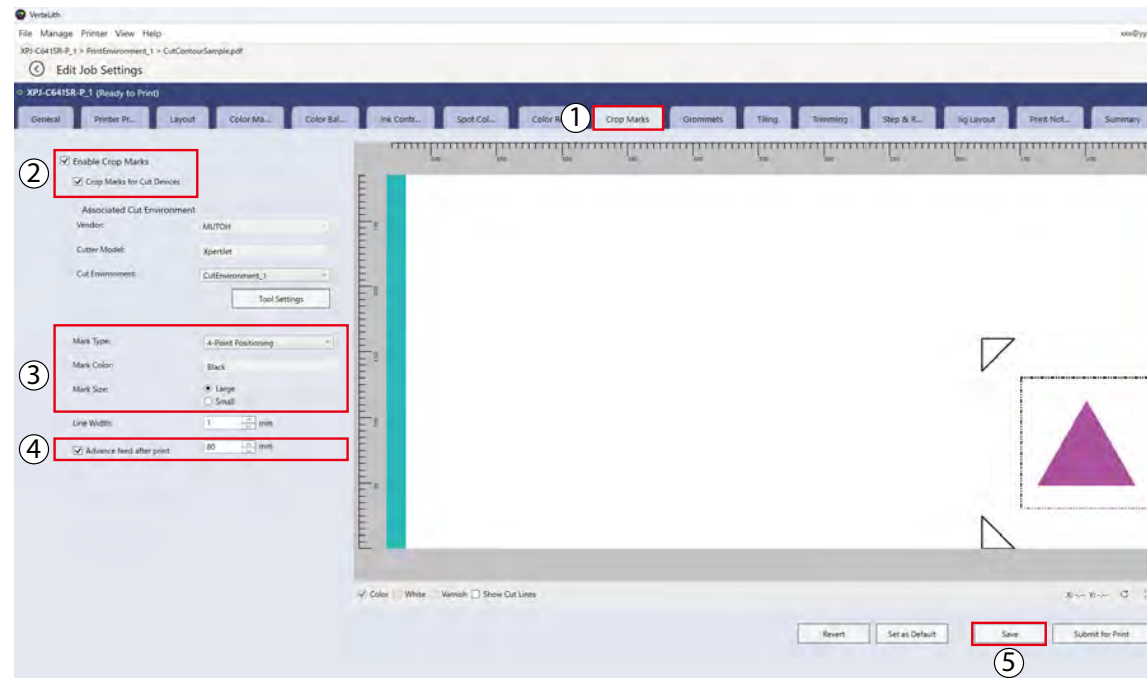 VerteLith
File Manage Printer View Help
XPJ-C641SR-P_1 > PrintEnvironment_1 > CutContourSample.pdf
Edit Job Settings
XPJ-C641SR-P_1 (Ready to Print)
General Printer Pr... Layout Color Ma... Color Bal... Ink Contr... Spot Col... Color R 1 Crop Marks Grommets Tiling Trimming Step & R... Jig Layout Print Not... Summary
2
Enable Crop Marks
Crop Marks for Cut Devices
Associated Cut Environment
Vendor: MUTOH
Cutter Model: XpertJet
Cut Environment: CutEnvironment_1
Tool Settings
3
Mark Type: 4-Point Positioning
Mark Color: Black
Mark Size: Large
Small
Line Width: 1 mm
4
Advance feed after print 80 mm
Color White Varnish Show Cut Lines
X: -.-- Y: -.--
Revert Set as Default Save Submit for Print
5